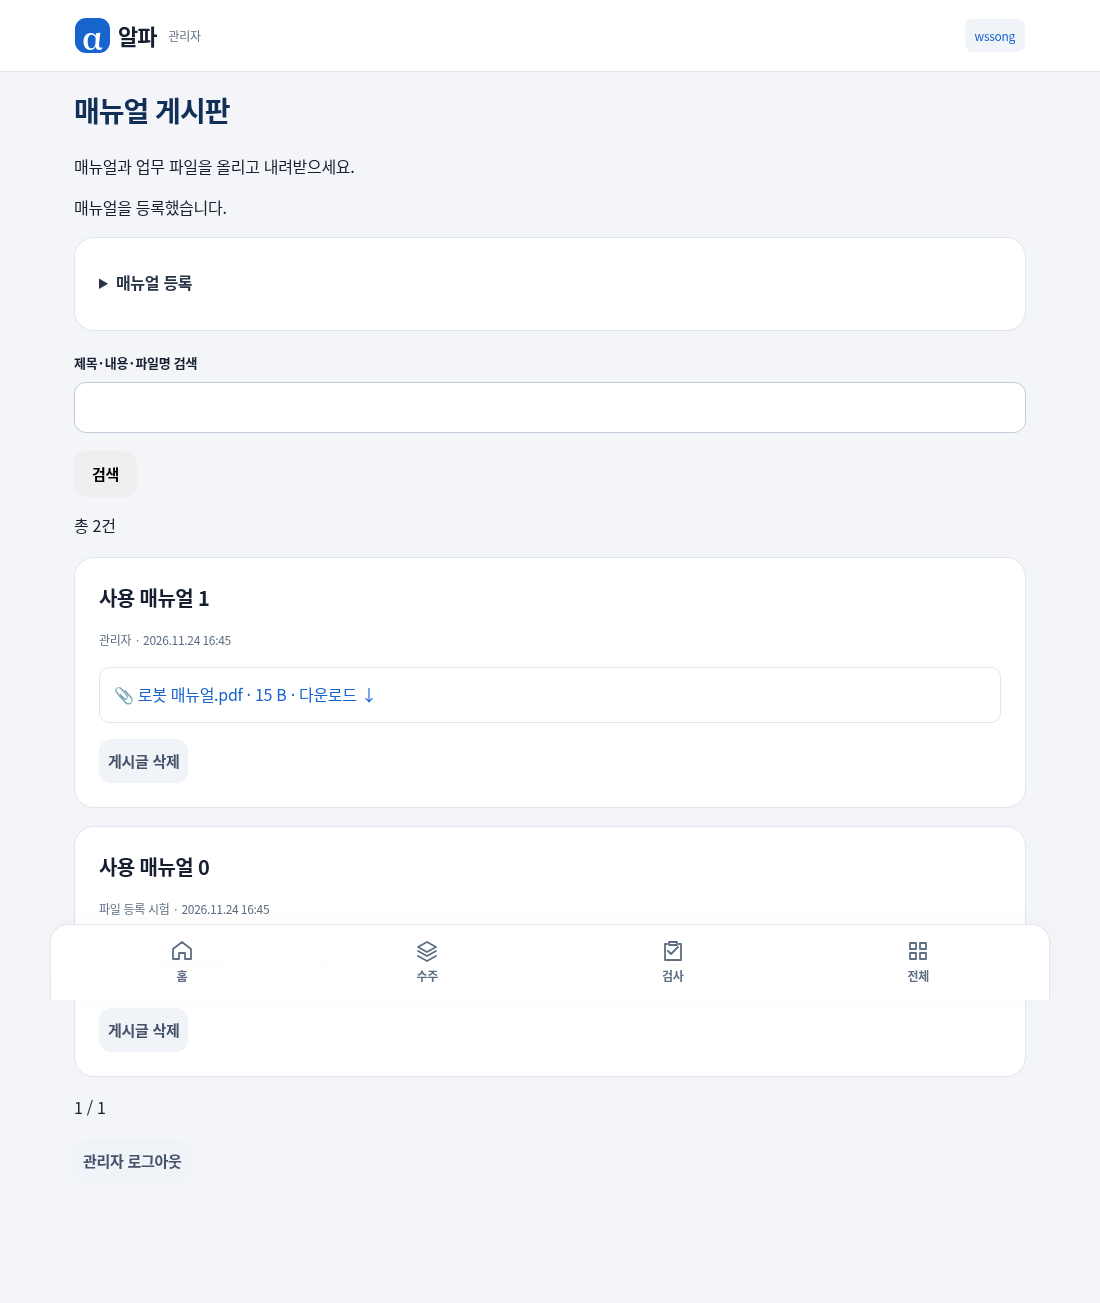 α 알파 관리자
wssong
매뉴얼 게시판
매뉴얼과 업무 파일을 올리고 내려받으세요.
매뉴얼을 등록했습니다.
▶ 매뉴얼 등록
제목·내용·파일명 검색
검색
총 2건
사용 매뉴얼 1
관리자 · 2026.11.24 16:45
📎 로봇 매뉴얼.pdf · 15 B · 다운로드 ↓
게시글 삭제
사용 매뉴얼 0
파일 등록 시험 · 2026.11.24 16:45
홈
수주
검사
전체
게시글 삭제
1 / 1
관리자 로그아웃